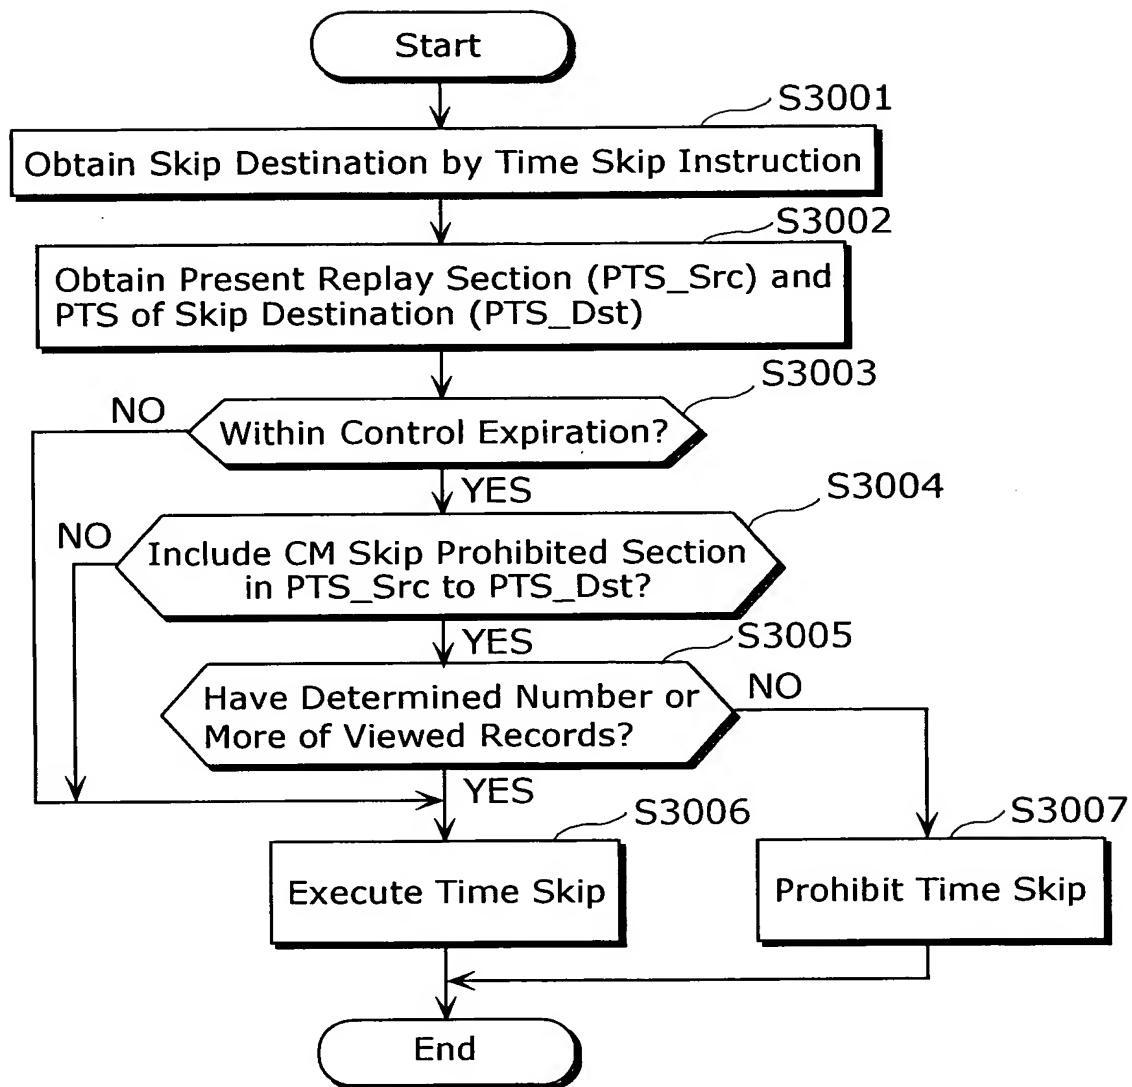 Start
S3001
Obtain Skip Destination by Time Skip Instruction
S3002
Obtain Present Replay Section (PTS_Src) and
PTS of Skip Destination (PTS_Dst)
S3003
NO
Within Control Expiration?
YES
S3004
NO
Include CM Skip Prohibited Section
in PTS_Src to PTS_Dst?
YES
S3005
Have Determined Number or
More of Viewed Records?
NO
YES
S3006
S3007
Execute Time Skip
Prohibit Time Skip
End